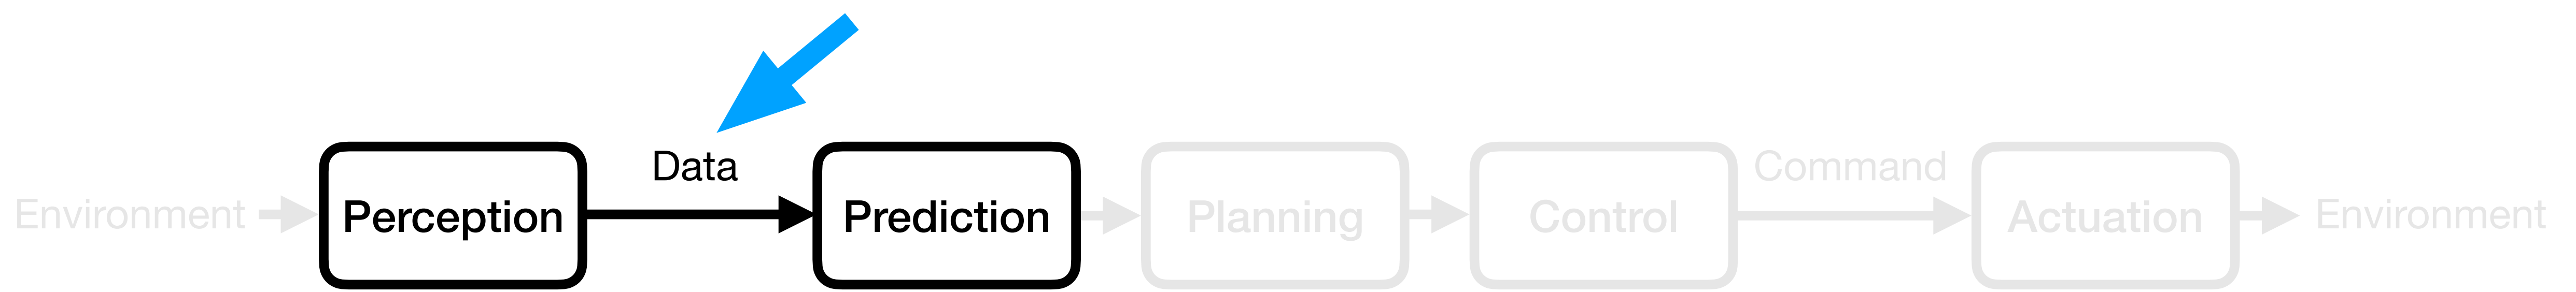 Environment
Perception
Data
Prediction
Planning
Control
Command
Actuation
Environment